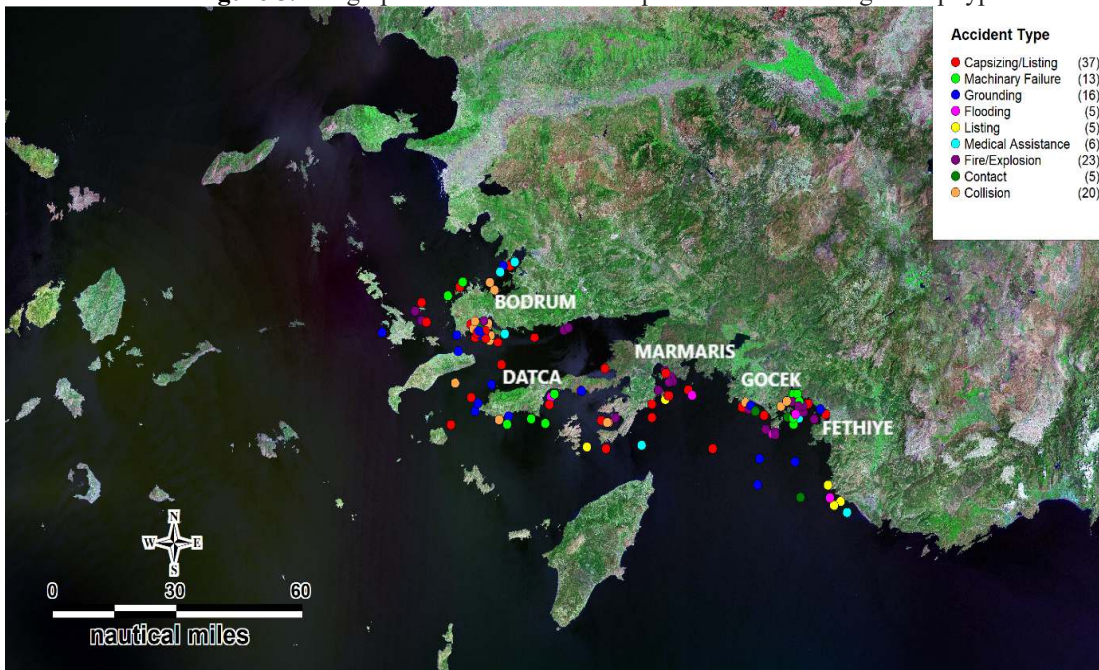 Accident Type
Capsizing/Listing (37)
Machinary Failure (13)
Grounding (16)
Flooding (5)
Listing (5)
Medical Assistance (6)
Fire/Explosion (23)
Contact (5)
Collision (20)
BODRUM
MARMARIS
DATCA
GOCEK
FETHIYE
N
W E
S
0 30 60
nautical miles